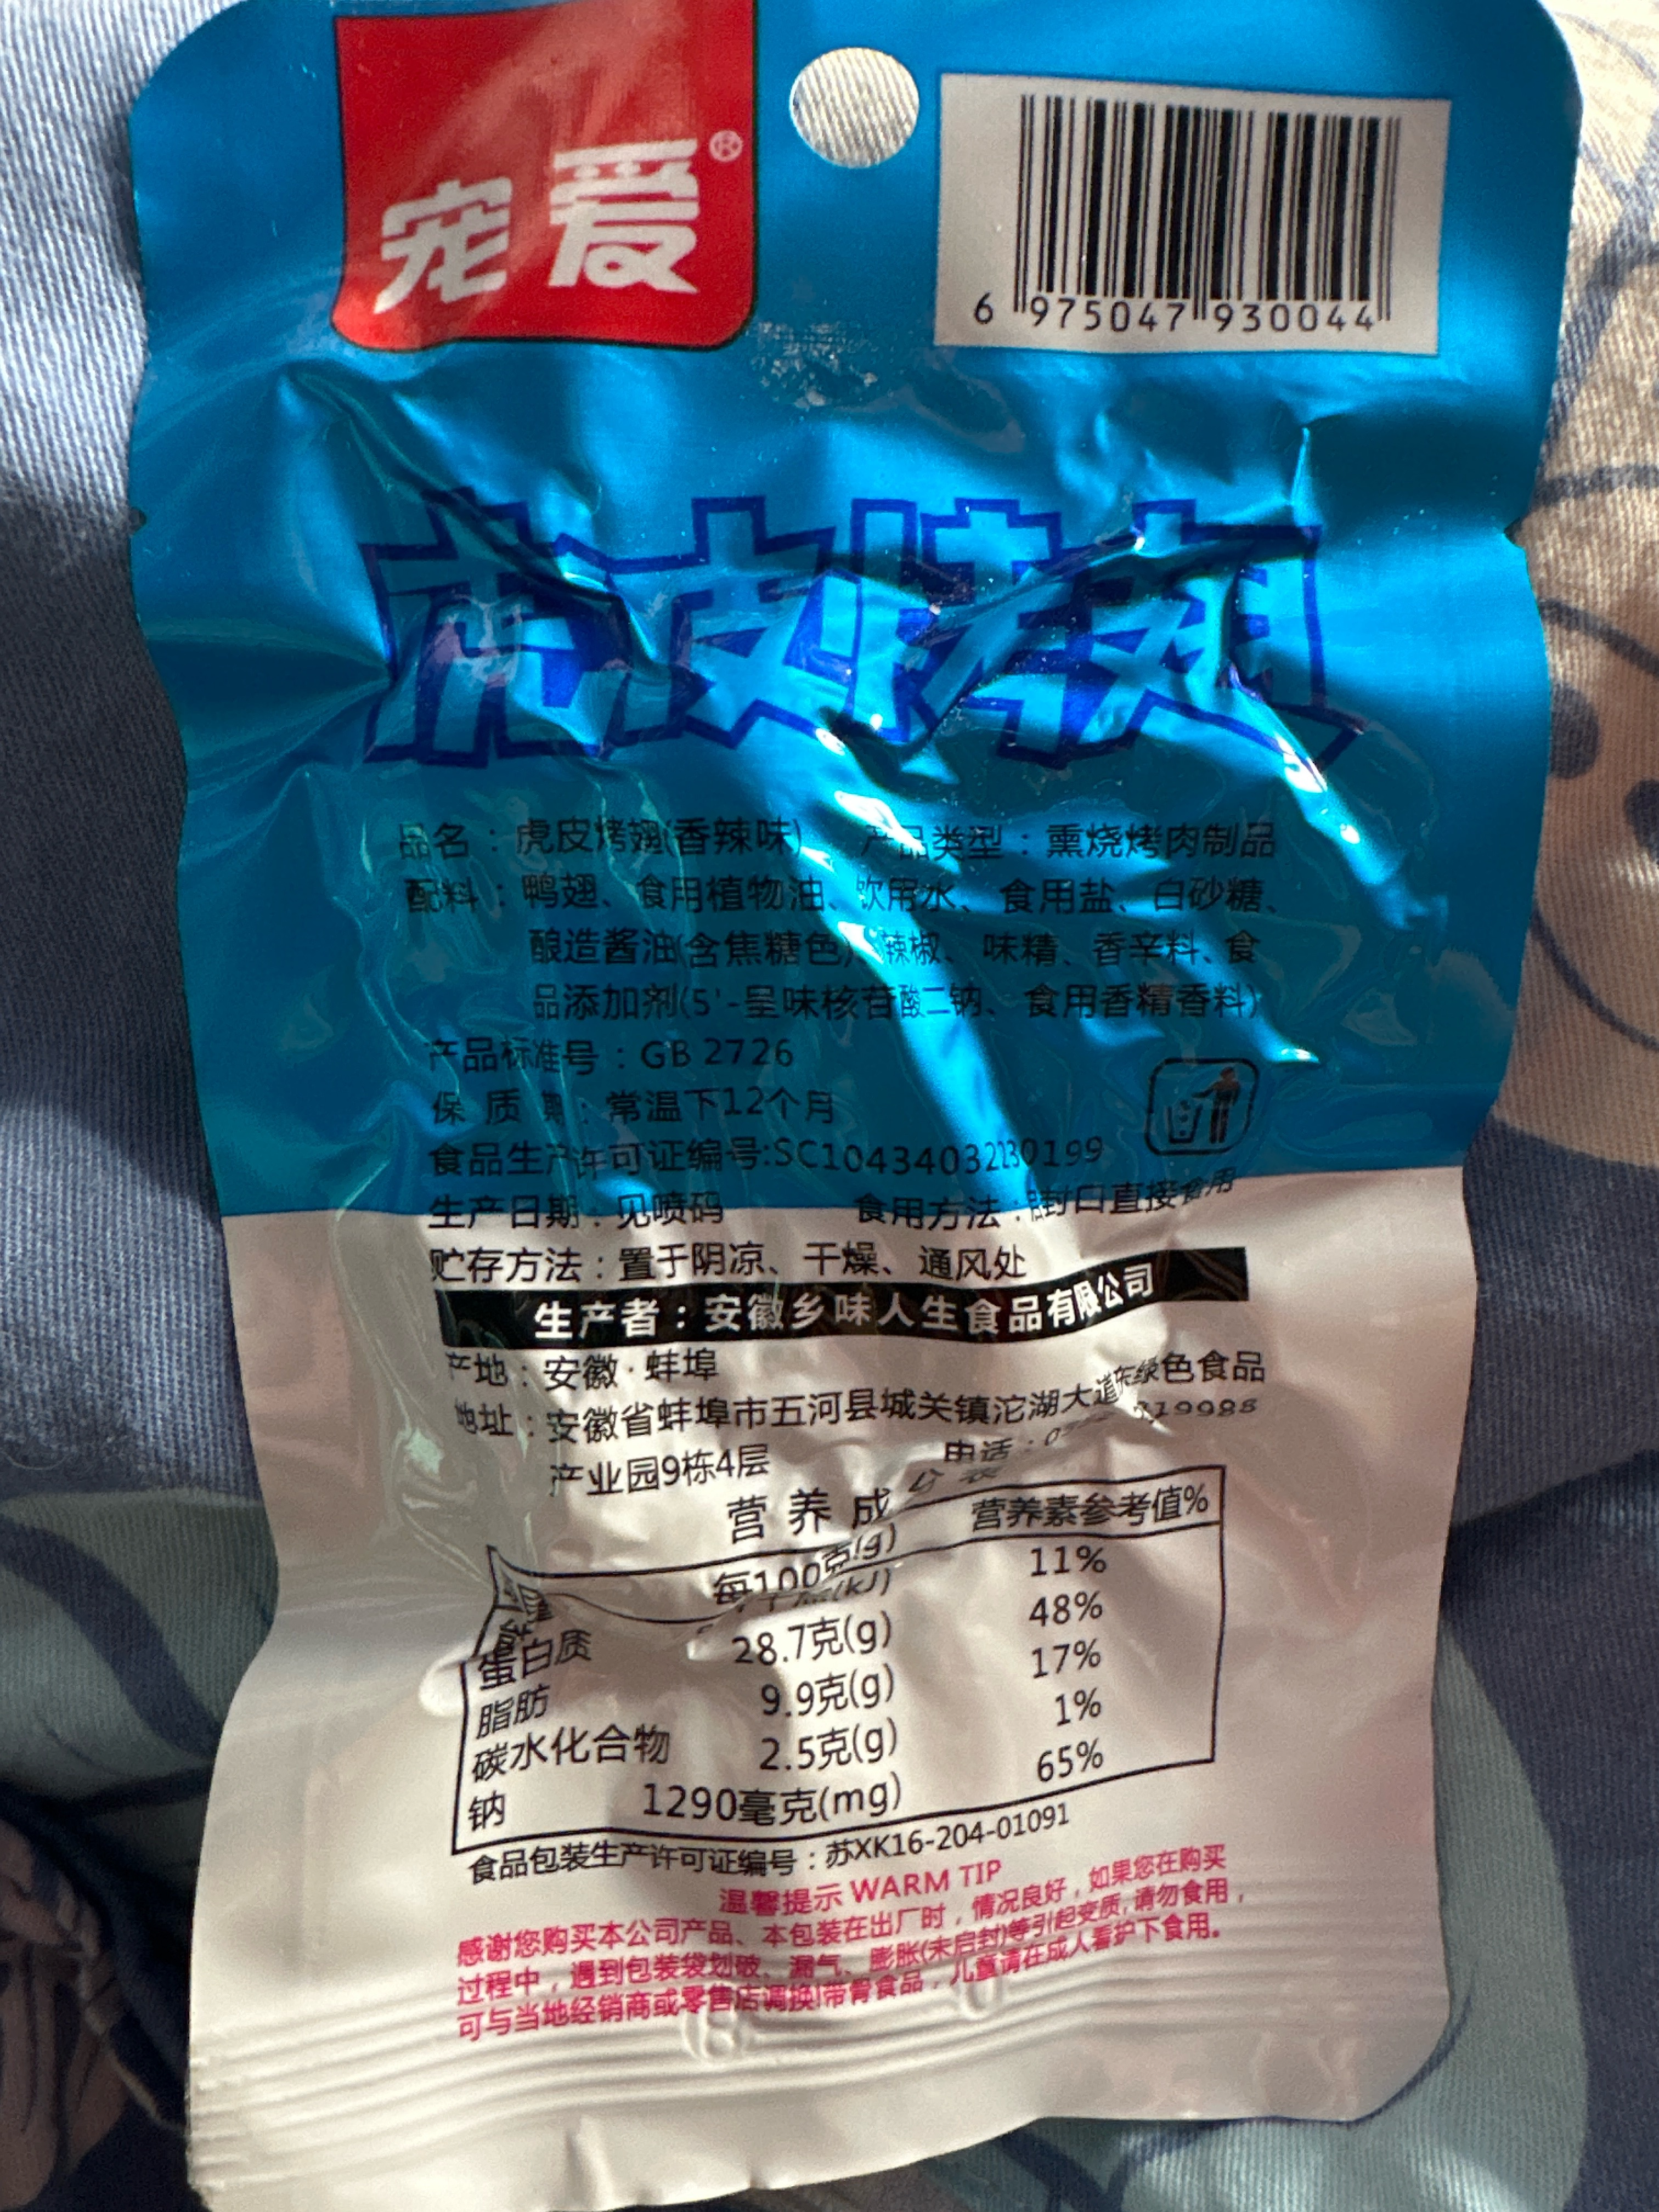 宠爱®
6 975047 930044
虎皮烤翅
品名：虎皮烤翅(香辣味) 产品类型：熏烧烤肉制品
配料：鸭翅、食用植物油、饮用水、食用盐、白砂糖、
酿造酱油(含焦糖色)、辣椒、味精、香辛料、食
品添加剂(5'-呈味核苷酸二钠、食用香精香料)
产品标准号：GB 2726
保质期：常温下12个月
食品生产许可证编号:SC10434032130199
生产日期：见喷码 食用方法：封口直接食用
贮存方法：置于阴凉、干燥、通风处
生产者：安徽乡味人生食品有限公司
产地：安徽·蚌埠
地址：安徽省蚌埠市五河县城关镇沱湖大道东绿色食品
产业园9栋4层 电话：
营养成分表
每100克(g) 营养素参考值%
(kJ) 11%
蛋白质 28.7克(g) 48%
脂肪 9.9克(g) 17%
碳水化合物 2.5克(g) 1%
钠 1290毫克(mg) 65%
食品包装生产许可证编号：苏XK16-204-01091
温馨提示 WARM TIP
感谢您购买本公司产品、本包装在出厂时，情况良好，如果您在购买
过程中，遇到包装袋划破、漏气、膨胀(未启封)等引起变质,请勿食用，
可与当地经销商或零售店调换!带骨食品，儿童请在成人看护下食用。